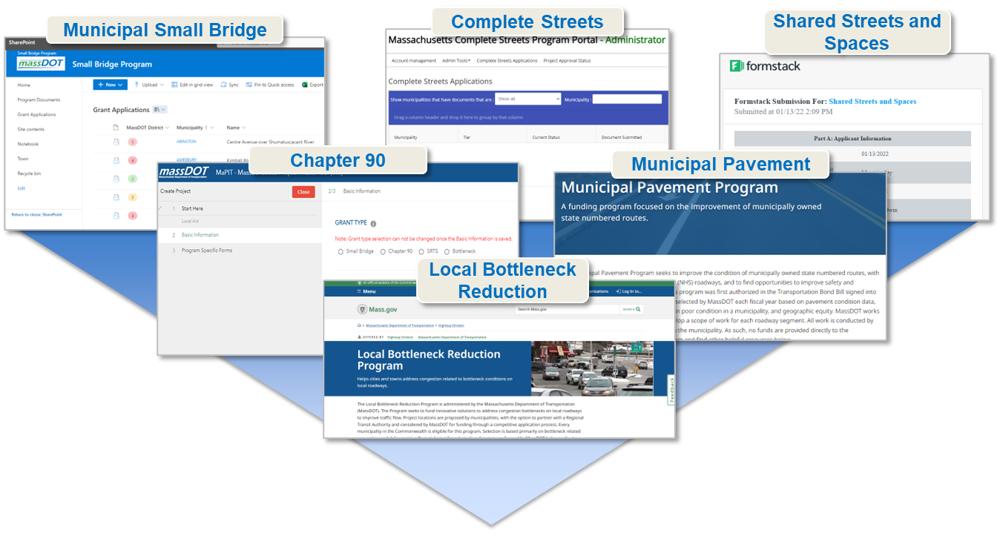 Municipal Small Bridge
SharePoint
Small Bridge Program
massDOT
Small Bridge Program
Home
Program Documents
Grant Applications
Site contents
Notebook
Town
Recycle bin
Edit
Return to classic SharePoint
+ New
Upload
Edit in grid view
Sync
Pin to Quick access
Export
Grant Applications
MassDOT District
Municipality ↑
Name
5
ABINGTON
Centre Avenue over Shumatuscacant River
4
AMESBURY
Kimball
2
3
4
Complete Streets
Massachusetts Complete Streets Program Portal - Administrator
Account management
Admin Tools
Complete Streets Applications
Project Approval Status
Complete Streets Applications
Show municipalities that have documents that are :
Show all
Municipality :
Drag a column header and drop it here to group by that column
Municipality
Tier
Current Status
Document Submitted
Shared Streets and
Spaces
formstack
Formstack Submission For: Shared Streets and Spaces
Submitted at 01/13/22 2:09 PM
Part A: Applicant Information
01/13/2022
Chapter 90
massDOT
Massachusetts Department of Transportation
MaPIT - Mass
Create Project
Close
1 Start Here
Local Aid
2 Basic Information
3 Program Specific Forms
2/3 Basic Information
GRANT TYPE
Note: Grant type selection can not be changed once the Basic Information is saved.
Small Bridge
Chapter 90
SRTS
Bottleneck
Municipal Pavement
Municipal Pavement Program
A funding program focused on the improvement of municipally owned
state numbered routes.
Pavement Program seeks to improve the condition of municipally owned state numbered routes, with
(NHS) roadways, and to find opportunities to improve safety and
program was first authorized in the Transportation Bond Bill signed into
selected by MassDOT each fiscal year based on pavement condition data,
in poor condition in a municipality, and geographic equity. MassDOT works
a scope of work for each roadway segment. All work is conducted by
the municipality. As such, no funds are provided directly to the
and find other helpful resources below.
Local Bottleneck
Reduction
An official website of the
Menu
Log In to...
Mass.gov
Search Mass.gov
SEARCH
Massachusetts Department of Transportation
Highway Division
OFFERED BY
Highway Division
Massachusetts Department of Transportation
Local Bottleneck Reduction
Program
Helps cities and towns address congestion related to bottleneck conditions on
local roadways.
Feedback
The Local Bottleneck Reduction Program is administered by the Massachusetts Department of Transportation
(MassDOT). The Program seeks to fund innovative solutions to address congestion bottlenecks on local roadways
to improve traffic flow. Project locations are proposed by municipalities, with the option to partner with a Regional
Transit Authority and considered by MassDOT for funding through a competitive application process. Every
municipality in the Commonwealth is eligible for this program. Selection is based primarily on bottleneck related